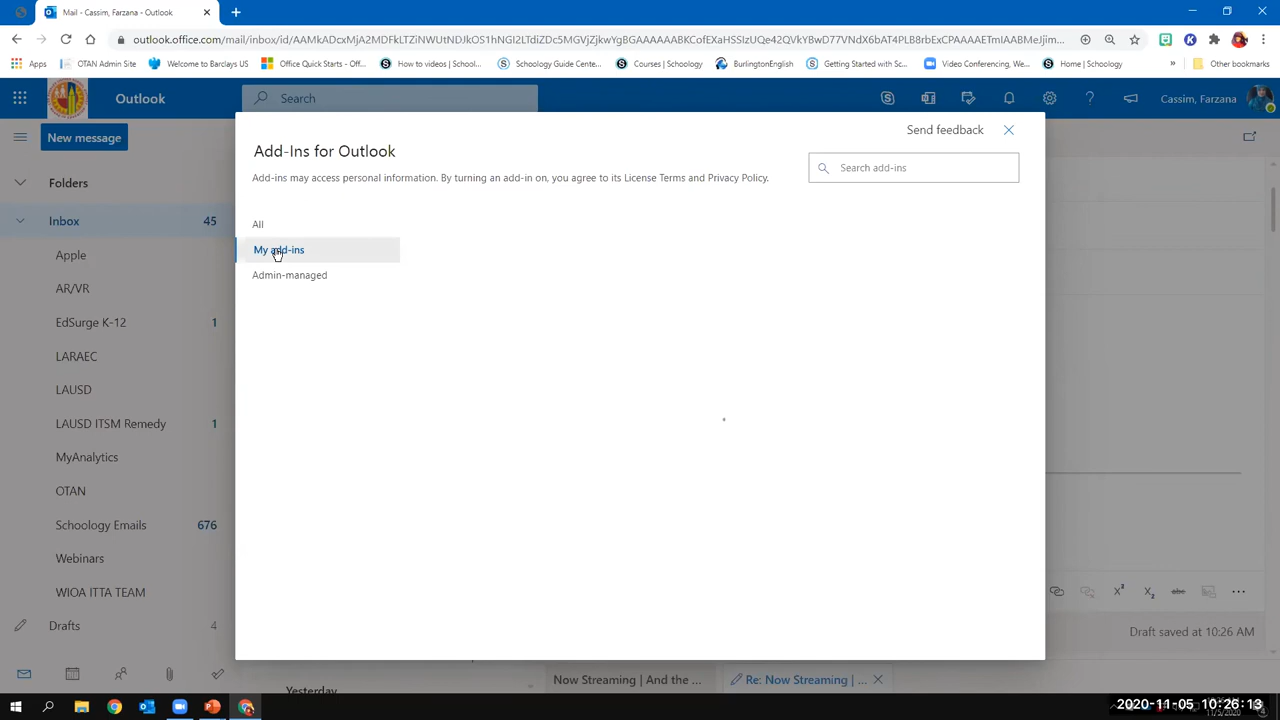 Mail - Cassim, Farzana - Outlook
outlook.office.com/mail/inbox/id/AAMkADcxMjA2MDFkLTZiNWUtNDJkOS1hNGI2LTdiZDc5MGVjZjkwYgBGAAAAAABKCofEXaHSSIzUQe42QVkYBwD77VNdX6bAT4PLB8rbExCPAAAAETmIAABMeJjim...
Apps
OTAN Admin Site
Welcome to Barclays US
Office Quick Starts - Off...
How to videos | School...
Schoology Guide Cente...
Courses | Schoology
BurlingtonEnglish
Getting Started with Sc...
Video Conferencing, We...
Home | Schoology
»
Other bookmarks
Outlook
Search
Cassim, Farzana
New message
Send feedback
Add-Ins for Outlook
Search add-ins
Add-ins may access personal information. By turning an add-in on, you agree to its License Terms and Privacy Policy.
Folders
All
Inbox 45
My add-ins
Admin-managed
Apple
AR/VR
EdSurge K-12 1
LARAEC
LAUSD
LAUSD ITSM Remedy 1
MyAnalytics
OTAN
Schoology Emails 676
Webinars
WIOA ITTA TEAM
Drafts 4
Draft saved at 10:26 AM
Yesterday
Now Streaming | And the ...
Re: Now Streaming | ...
2020-11-05 10:26:13